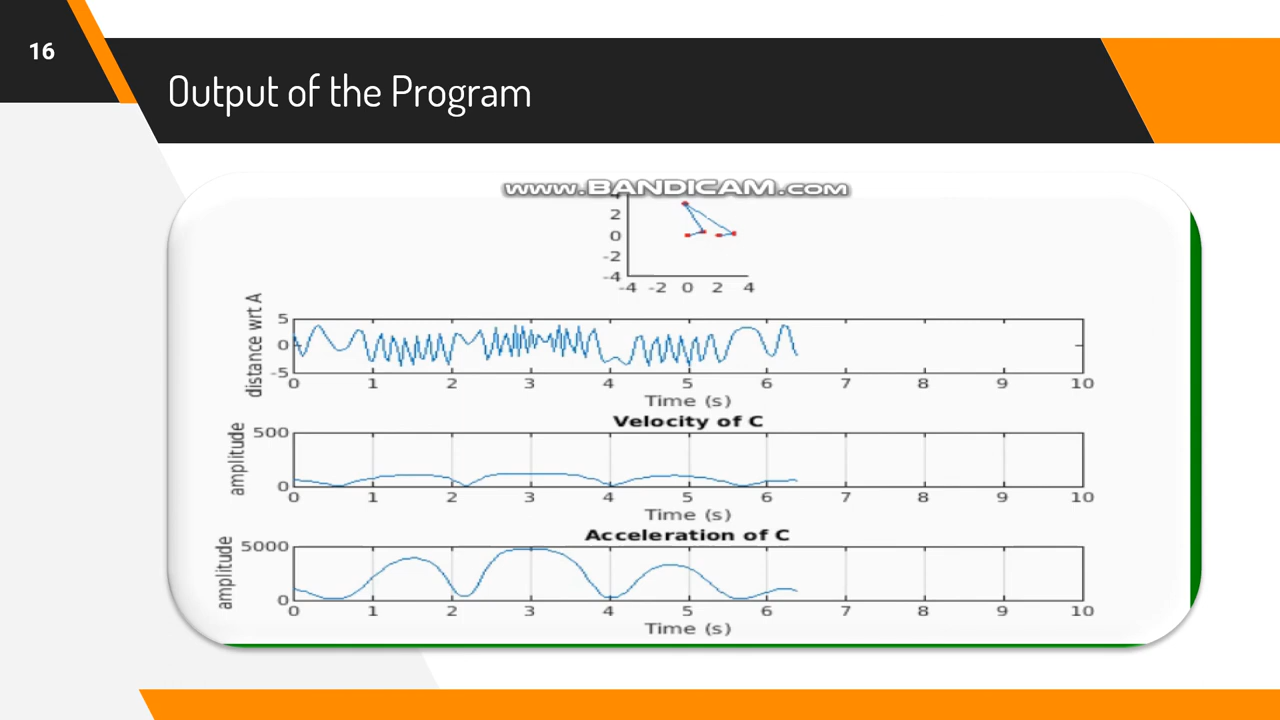 16
Output of the Program
www.BANDICAM.com
2
0
-2
-4
-4 -2 0 2 4
distance wrt A
5
0
-5
0 1 2 3 4 5 6 7 8 9 10
Time (s)
Velocity of C
amplitude
500
0
0 1 2 3 4 5 6 7 8 9 10
Time (s)
Acceleration of C
amplitude
5000
0
0 1 2 3 4 5 6 7 8 9 10
Time (s)